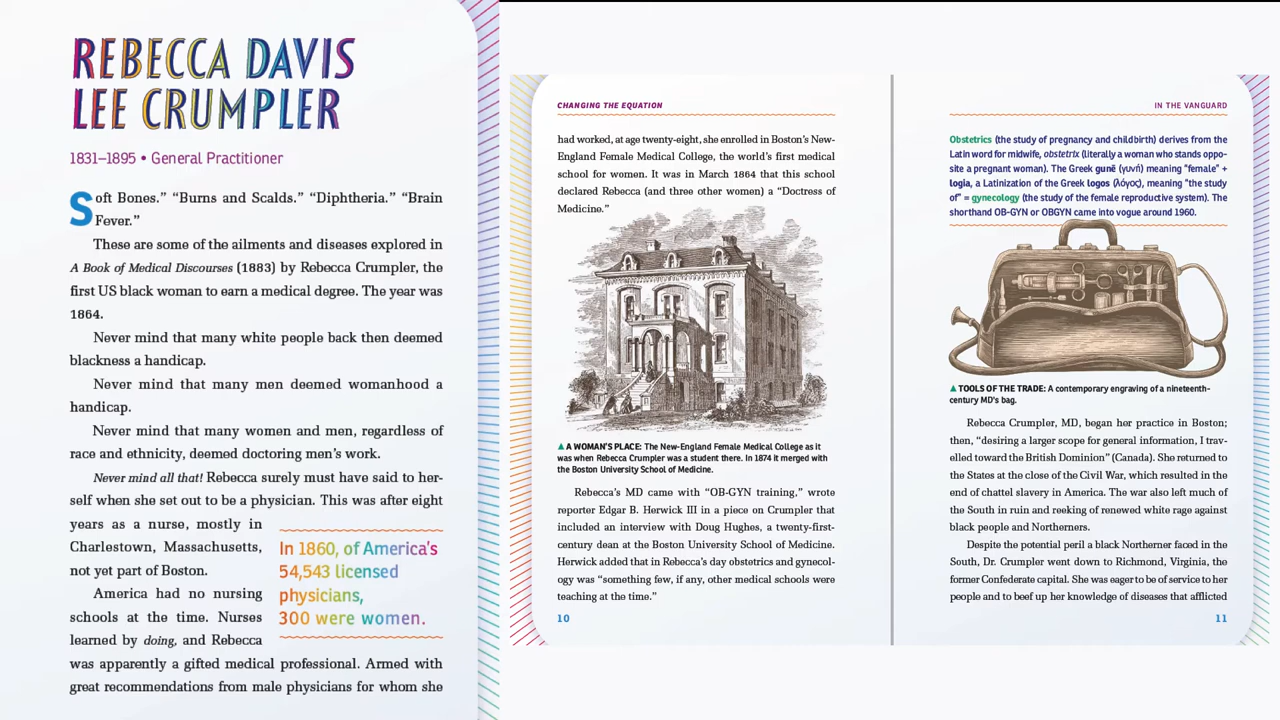 REBECCA DAVIS
LEE CRUMPLER
1831–1895 • General Practitioner
Soft Bones.” “Burns and Scalds.” “Diphtheria.” “Brain
Fever.”
These are some of the ailments and diseases explored in
A Book of Medical Discourses (1883) by Rebecca Crumpler, the
first US black woman to earn a medical degree. The year was
1864.
Never mind that many white people back then deemed
blackness a handicap.
Never mind that many men deemed womanhood a
handicap.
Never mind that many women and men, regardless of
race and ethnicity, deemed doctoring men’s work.
Never mind all that! Rebecca surely must have said to her-
self when she set out to be a physician. This was after eight
years as a nurse, mostly in
Charlestown, Massachusetts,
not yet part of Boston.
America had no nursing
schools at the time. Nurses
learned by doing, and Rebecca
was apparently a gifted medical professional. Armed with
great recommendations from male physicians for whom she
In 1860, of America’s
54,543 licensed
physicians,
300 were women.
CHANGING THE EQUATION
had worked, at age twenty-eight, she enrolled in Boston’s New-
England Female Medical College, the world’s first medical
school for women. It was in March 1864 that this school
declared Rebecca (and three other women) a “Doctress of
Medicine.”
▲ A WOMAN’S PLACE: The New-England Female Medical College as it
was when Rebecca Crumpler was a student there. In 1874 it merged with
the Boston University School of Medicine.
Rebecca’s MD came with “OB-GYN training,” wrote
reporter Edgar B. Herwick III in a piece on Crumpler that
included an interview with Doug Hughes, a twenty-first-
century dean at the Boston University School of Medicine.
Herwick added that in Rebecca’s day obstetrics and gynecol-
ogy was “something few, if any, other medical schools were
teaching at the time.”
10
IN THE VANGUARD
Obstetrics (the study of pregnancy and childbirth) derives from the
Latin word for midwife, obstetrix (literally a woman who stands oppo-
site a pregnant woman). The Greek gunē (γυνή) meaning “female” +
logia, a Latinization of the Greek logos (λόγος), meaning “the study
of” = gynecology (the study of the female reproductive system). The
shorthand OB-GYN or OBGYN came into vogue around 1960.
▲ TOOLS OF THE TRADE: A contemporary engraving of a nineteenth-
century MD’s bag.
Rebecca Crumpler, MD, began her practice in Boston;
then, “desiring a larger scope for general information, I trav-
elled toward the British Dominion” (Canada). She returned to
the States at the close of the Civil War, which resulted in the
end of chattel slavery in America. The war also left much of
the South in ruin and reeking of renewed white rage against
black people and Northerners.
Despite the potential peril a black Northerner faced in the
South, Dr. Crumpler went down to Richmond, Virginia, the
former Confederate capital. She was eager to be of service to her
people and to beef up her knowledge of diseases that afflicted
11